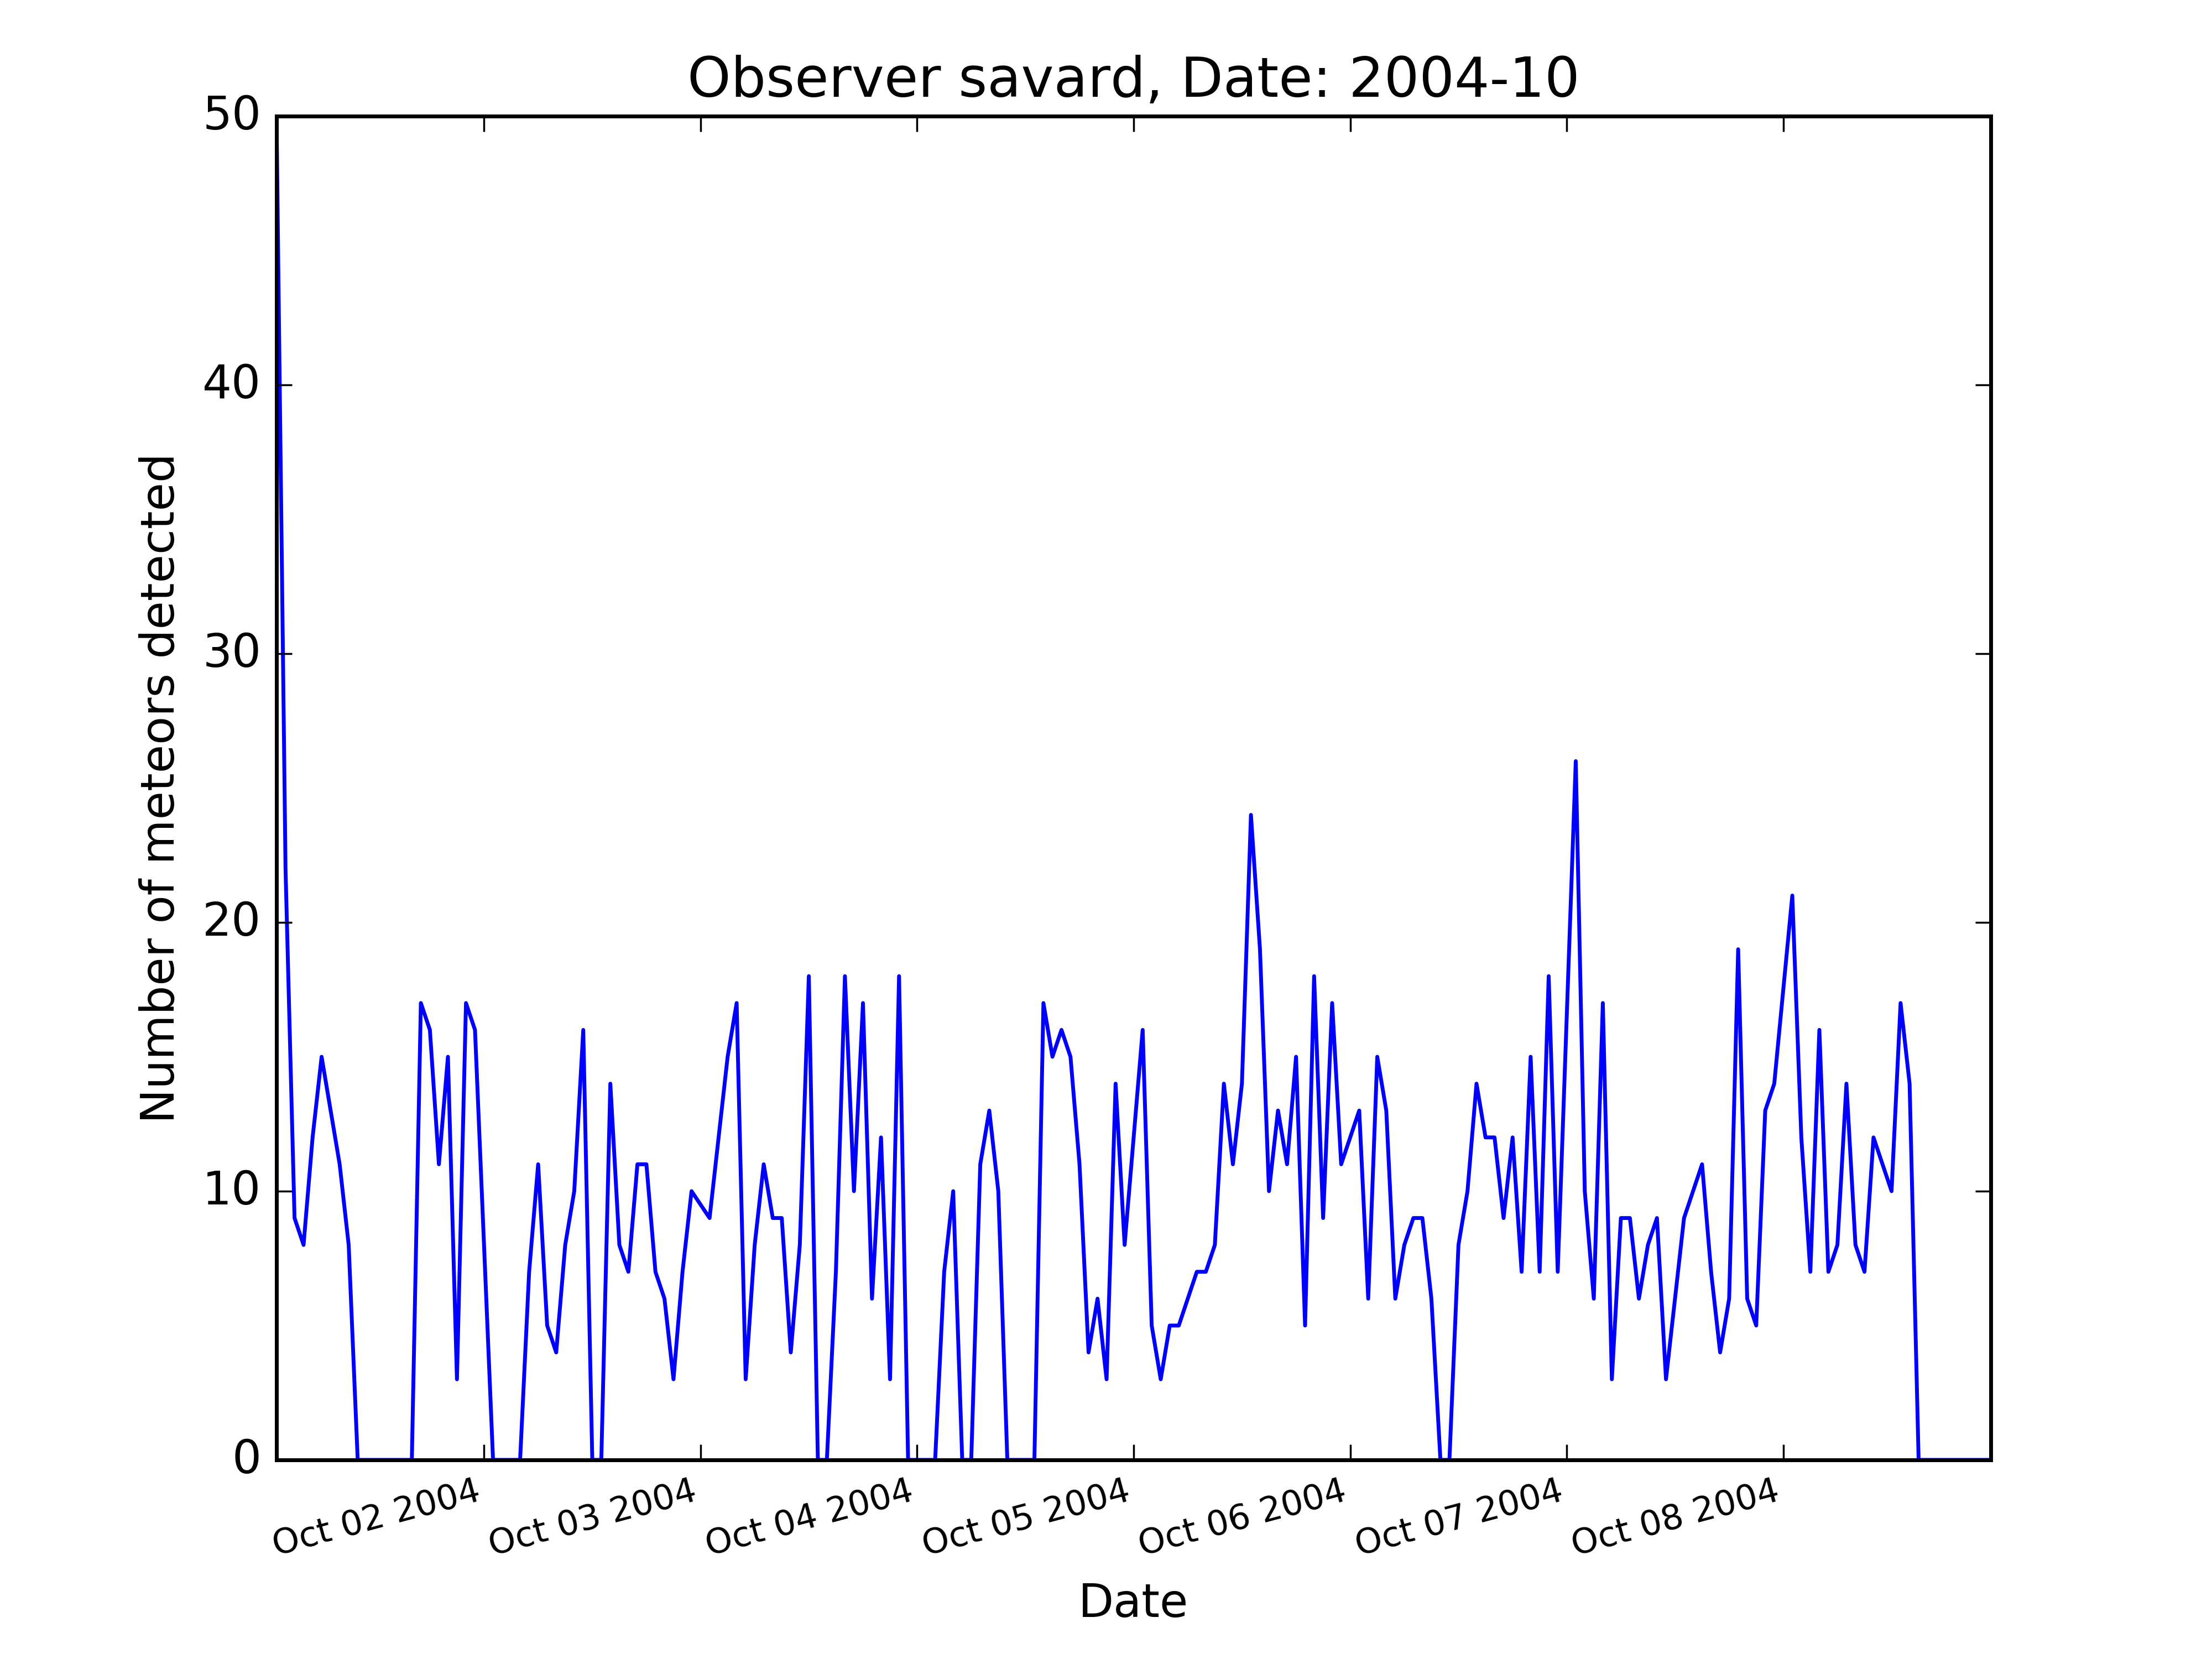 Observer savard, Date: 2004-10
Number of meteors detected
50
40
30
20
10
0
Oct 02 2004
Oct 03 2004
Oct 04 2004
Oct 05 2004
Oct 06 2004
Oct 07 2004
Oct 08 2004
Date